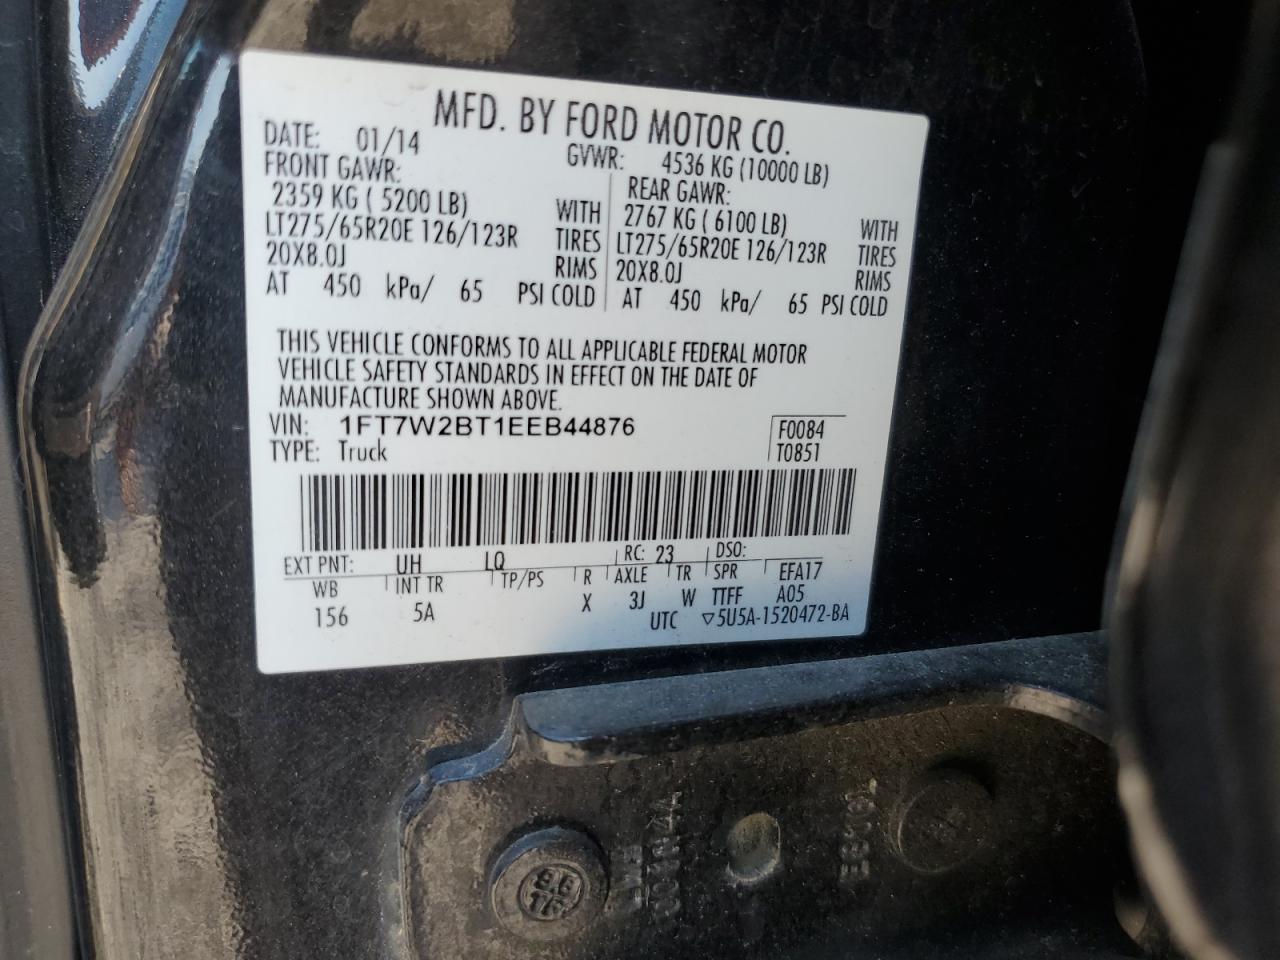 MFD. BY FORD MOTOR CO.
DATE: 01/14 GVWR: 4536 KG (10000 LB)
FRONT GAWR: REAR GAWR:
2359 KG ( 5200 LB) WITH 2767 KG ( 6100 LB) WITH
LT275/65R20E 126/123R TIRES LT275/65R20E 126/123R TIRES
20X8.0J RIMS 20X8.0J RIMS
AT 450 kPa/ 65 PSI COLD AT 450 kPa/ 65 PSI COLD
THIS VEHICLE CONFORMS TO ALL APPLICABLE FEDERAL MOTOR
VEHICLE SAFETY STANDARDS IN EFFECT ON THE DATE OF
MANUFACTURE SHOWN ABOVE.
VIN: 1FT7W2BT1EEB44876 F0084
TYPE: Truck T0851
EXT PNT: UH LQ RC: 23 DSO:
WB INT TR TP/PS R AXLE TR SPR EFA17
156 5A X 3J W TTFF A05
UTC ▽5U5A-1520472-BA